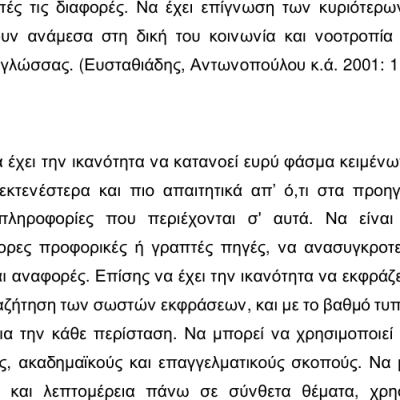 τές τις διαφορές. Να έχει επίγνωση των κυριότερων
υν ανάμεσα στη δική του κοινωνία και νοοτροπία
γλώσσας. (Ευσταθιάδης, Αντωνοπούλου κ.ά. 2001: 1
έχει την ικανότητα να κατανοεί ευρύ φάσμα κειμένω
εκτενέστερα και πιο απαιτητικά απ’ ό,τι στα προηγ
πληροφορίες που περιέχονται σ' αυτά. Να είναι
ορες προφορικές ή γραπτές πηγές, να ανασυγκροτε
ι αναφορές. Επίσης να έχει την ικανότητα να εκφράζε
αζήτηση των σωστών εκφράσεων, και με το βαθμό τυπ
ια την κάθε περίσταση. Να μπορεί να χρησιμοποιεί
ς, ακαδημαϊκούς και επαγγελματικούς σκοπούς. Να μ
και λεπτομέρεια πάνω σε σύνθετα θέματα, χρη